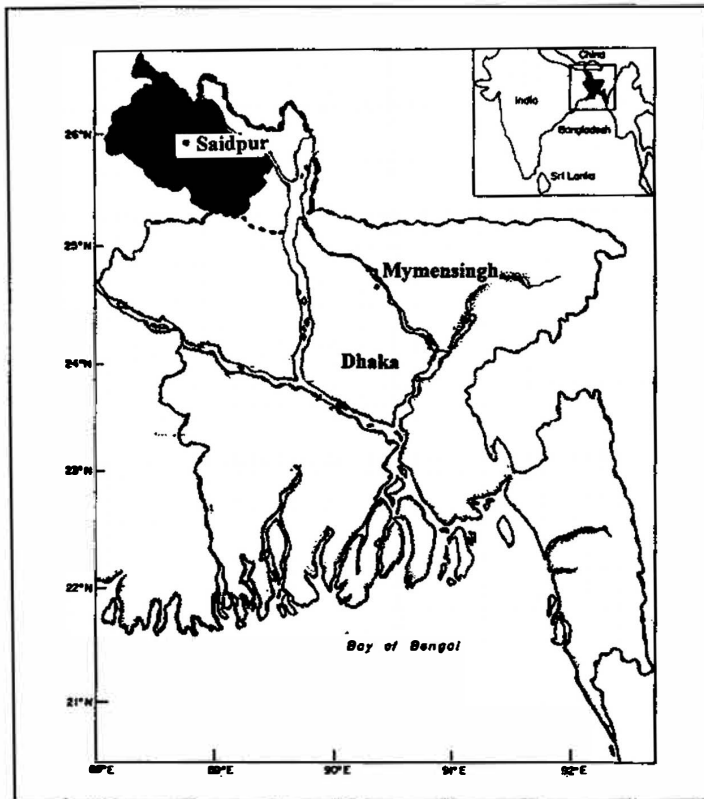 China
India
Bangladesh
Sri Lanka
26°N
Saidpur
25°N
Mymensingh
24°N
Dhaka
23°N
22°N
Bay of Bengal
21°N
90°E
91°E
92°E